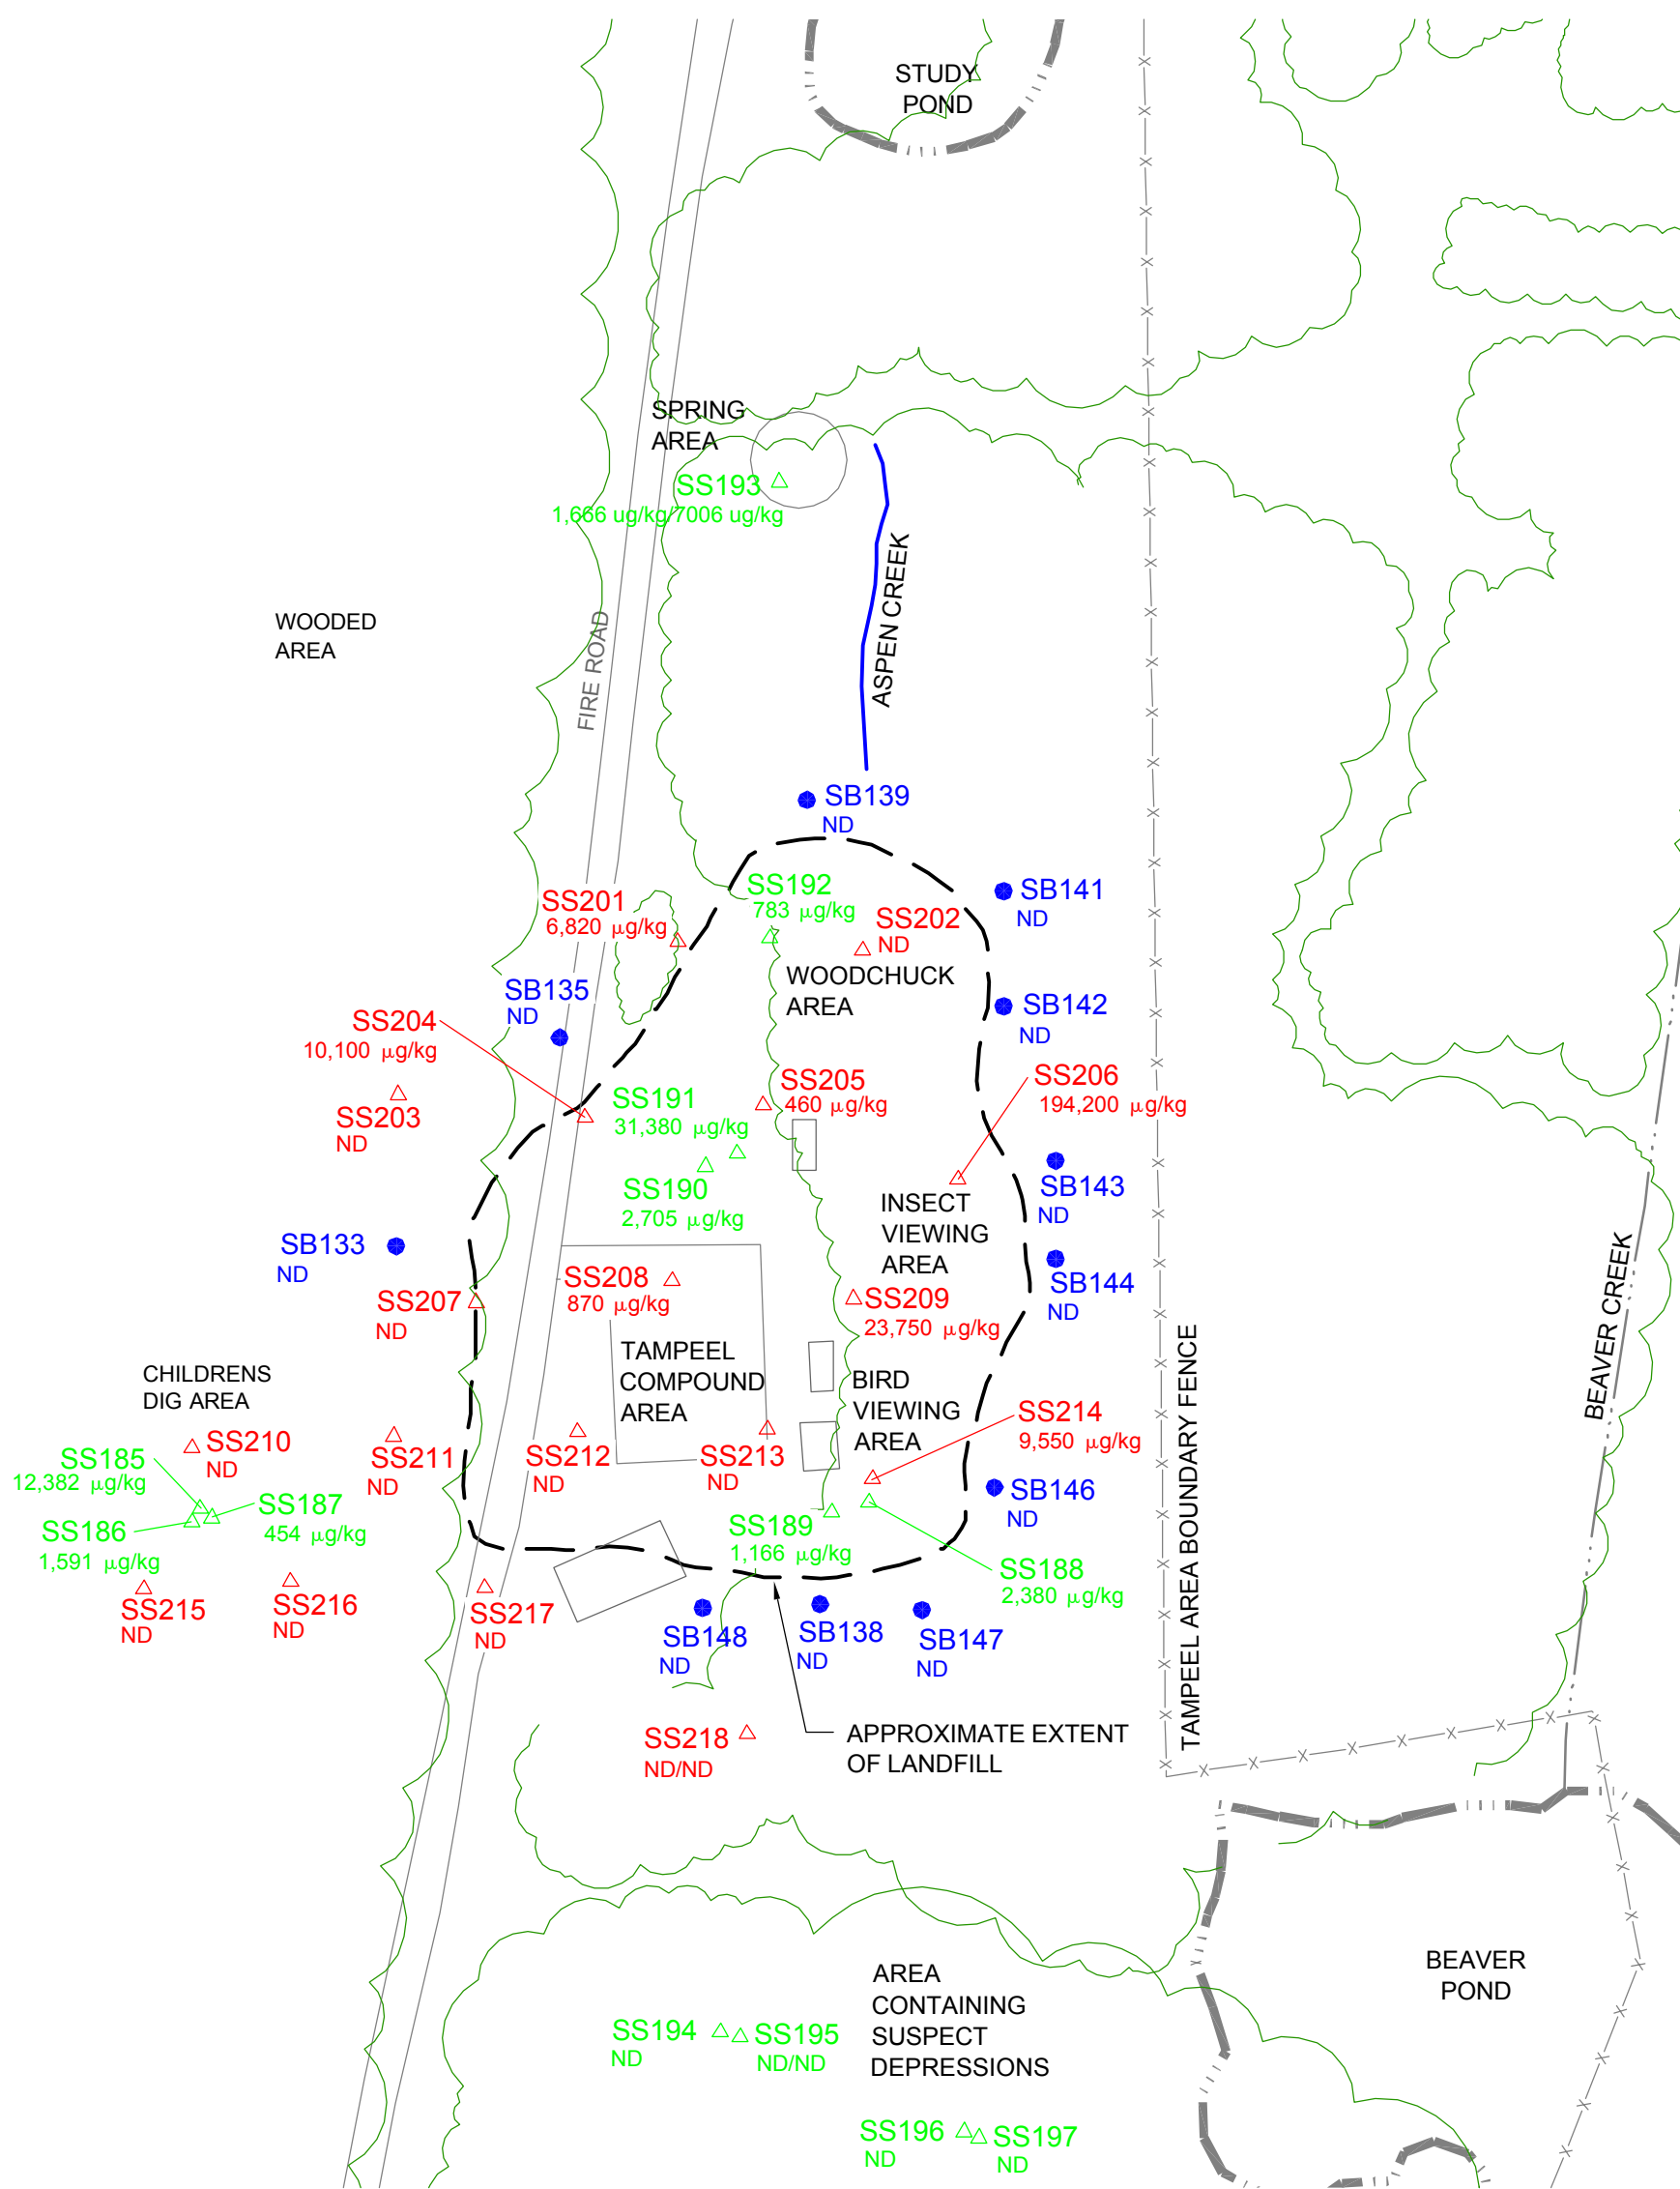 STUDY
POND
SPRING
AREA
SS193
1,666 ug/kg/7006 ug/kg
ASPEN CREEK
WOODED
AREA
FIRE ROAD
SB139
ND
SS192
783 µg/kg
SB141
ND
SS201
6,820 µg/kg
SS202
ND
WOODCHUCK
AREA
SB135
ND
SB142
ND
SS204
10,100 µg/kg
SS203
ND
SS205
460 µg/kg
SS206
194,200 µg/kg
SS191
31,380 µg/kg
SS190
2,705 µg/kg
SB143
ND
INSECT
VIEWING
AREA
SB133
ND
SB144
ND
SS207
ND
SS208
870 µg/kg
SS209
23,750 µg/kg
TAMPEEL
COMPOUND
AREA
BIRD
VIEWING
AREA
CHILDRENS
DIG AREA
SS210
ND
SS211
ND
SS212
ND
SS213
ND
SS214
9,550 µg/kg
SS185
12,382 µg/kg
SS187
454 µg/kg
SS186
1,591 µg/kg
SB146
ND
SS189
1,166 µg/kg
SS188
2,380 µg/kg
SS215
ND
SS216
ND
SS217
ND
SB148
ND
SB138
ND
SB147
ND
TAMPEEL AREA BOUNDARY FENCE
BEAVER CREEK
SS218
ND/ND
APPROXIMATE EXTENT
OF LANDFILL
BEAVER
POND
AREA
CONTAINING
SUSPECT
DEPRESSIONS
SS194
ND
SS195
ND/ND
SS196
ND
SS197
ND